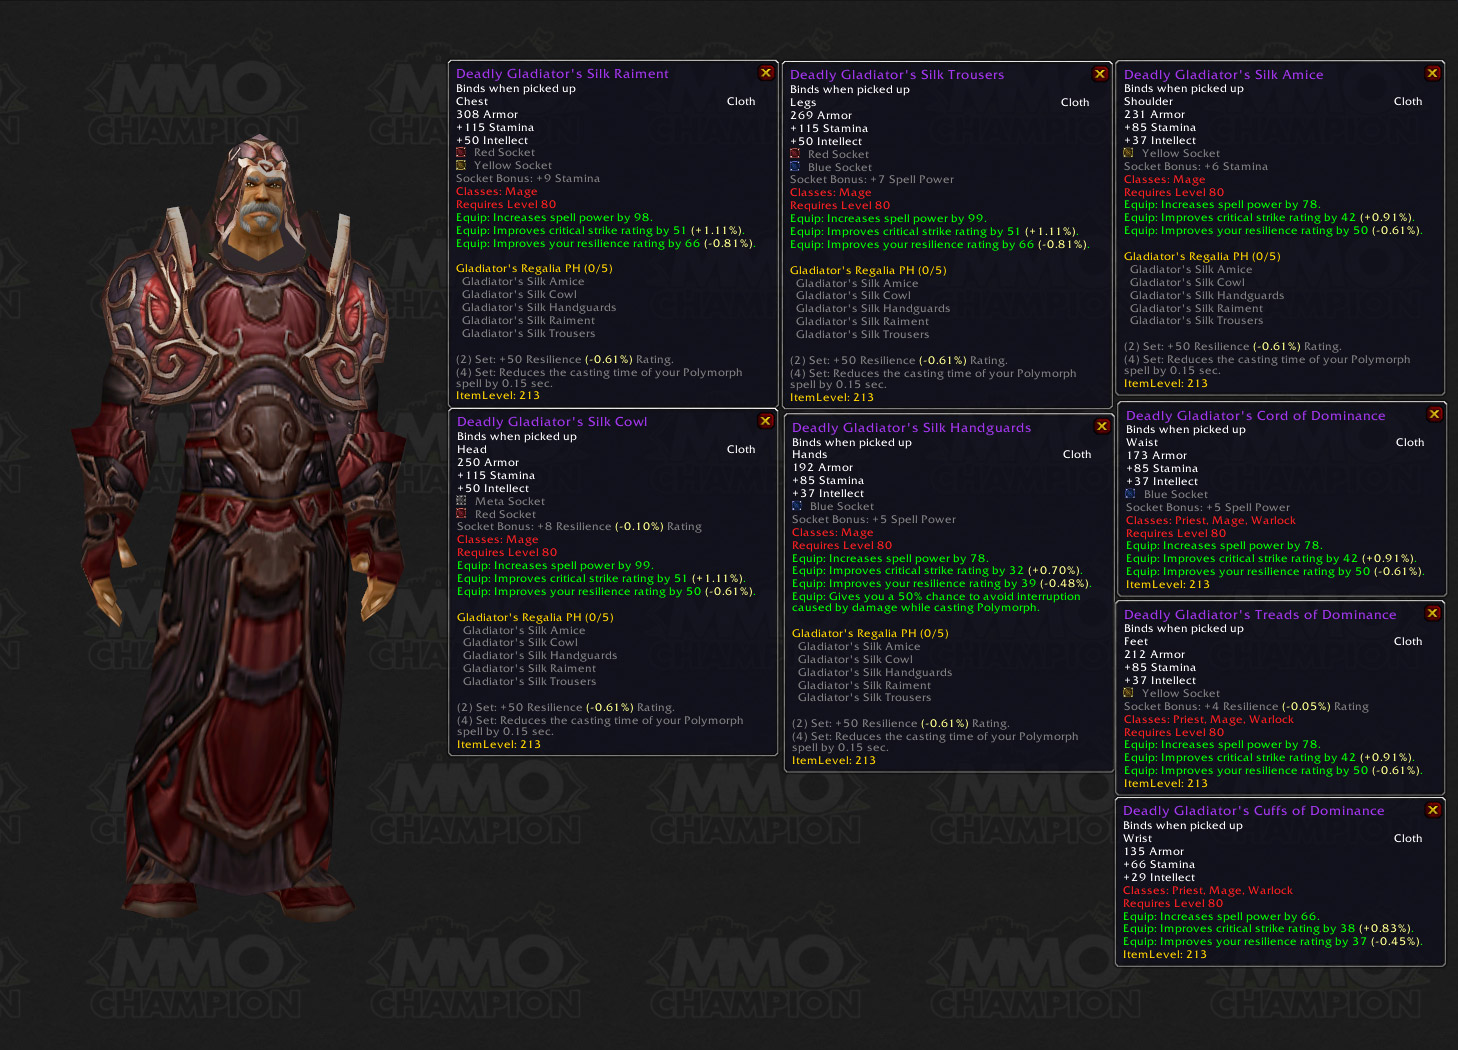 Deadly Gladiator's Silk Raiment
Binds when picked up
Chest Cloth
308 Armor
+115 Stamina
+50 Intellect
Red Socket
Yellow Socket
Socket Bonus: +9 Stamina
Classes: Mage
Requires Level 80
Equip: Increases spell power by 98.
Equip: Improves critical strike rating by 51 (+1.11%).
Equip: Improves your resilience rating by 66 (-0.81%).
Gladiator's Regalia PH (0/5)
Gladiator's Silk Amice
Gladiator's Silk Cowl
Gladiator's Silk Handguards
Gladiator's Silk Raiment
Gladiator's Silk Trousers
(2) Set: +50 Resilience (-0.61%) Rating.
(4) Set: Reduces the casting time of your Polymorph
spell by 0.15 sec.
ItemLevel: 213
Deadly Gladiator's Silk Trousers
Binds when picked up
Legs Cloth
269 Armor
+115 Stamina
+50 Intellect
Red Socket
Blue Socket
Socket Bonus: +7 Spell Power
Classes: Mage
Requires Level 80
Equip: Increases spell power by 99.
Equip: Improves critical strike rating by 51 (+1.11%).
Equip: Improves your resilience rating by 66 (-0.81%).
Gladiator's Regalia PH (0/5)
Gladiator's Silk Amice
Gladiator's Silk Cowl
Gladiator's Silk Handguards
Gladiator's Silk Raiment
Gladiator's Silk Trousers
(2) Set: +50 Resilience (-0.61%) Rating.
(4) Set: Reduces the casting time of your Polymorph
spell by 0.15 sec.
ItemLevel: 213
Deadly Gladiator's Silk Amice
Binds when picked up
Shoulder Cloth
231 Armor
+85 Stamina
+37 Intellect
Yellow Socket
Socket Bonus: +6 Stamina
Classes: Mage
Requires Level 80
Equip: Increases spell power by 78.
Equip: Improves critical strike rating by 42 (+0.91%).
Equip: Improves your resilience rating by 50 (-0.61%).
Gladiator's Regalia PH (0/5)
Gladiator's Silk Amice
Gladiator's Silk Cowl
Gladiator's Silk Handguards
Gladiator's Silk Raiment
Gladiator's Silk Trousers
(2) Set: +50 Resilience (-0.61%) Rating.
(4) Set: Reduces the casting time of your Polymorph
spell by 0.15 sec.
ItemLevel: 213
Deadly Gladiator's Silk Cowl
Binds when picked up
Head Cloth
250 Armor
+115 Stamina
+50 Intellect
Meta Socket
Red Socket
Socket Bonus: +8 Resilience (-0.10%) Rating
Classes: Mage
Requires Level 80
Equip: Increases spell power by 99.
Equip: Improves critical strike rating by 51 (+1.11%).
Equip: Improves your resilience rating by 50 (-0.61%).
Gladiator's Regalia PH (0/5)
Gladiator's Silk Amice
Gladiator's Silk Cowl
Gladiator's Silk Handguards
Gladiator's Silk Raiment
Gladiator's Silk Trousers
(2) Set: +50 Resilience (-0.61%) Rating.
(4) Set: Reduces the casting time of your Polymorph
spell by 0.15 sec.
ItemLevel: 213
Deadly Gladiator's Silk Handguards
Binds when picked up
Hands Cloth
192 Armor
+85 Stamina
+37 Intellect
Blue Socket
Socket Bonus: +5 Spell Power
Classes: Mage
Requires Level 80
Equip: Increases spell power by 78.
Equip: Improves critical strike rating by 32 (+0.70%).
Equip: Improves your resilience rating by 39 (-0.48%).
Equip: Gives you a 50% chance to avoid interruption
caused by damage while casting Polymorph.
Gladiator's Regalia PH (0/5)
Gladiator's Silk Amice
Gladiator's Silk Cowl
Gladiator's Silk Handguards
Gladiator's Silk Raiment
Gladiator's Silk Trousers
(2) Set: +50 Resilience (-0.61%) Rating.
(4) Set: Reduces the casting time of your Polymorph
spell by 0.15 sec.
ItemLevel: 213
Deadly Gladiator's Cord of Dominance
Binds when picked up
Waist Cloth
173 Armor
+85 Stamina
+37 Intellect
Blue Socket
Socket Bonus: +5 Spell Power
Classes: Priest, Mage, Warlock
Requires Level 80
Equip: Increases spell power by 78.
Equip: Improves critical strike rating by 42 (+0.91%).
Equip: Improves your resilience rating by 50 (-0.61%).
ItemLevel: 213
Deadly Gladiator's Treads of Dominance
Binds when picked up
Feet Cloth
212 Armor
+85 Stamina
+37 Intellect
Yellow Socket
Socket Bonus: +4 Resilience (-0.05%) Rating
Classes: Priest, Mage, Warlock
Requires Level 80
Equip: Increases spell power by 78.
Equip: Improves critical strike rating by 42 (+0.91%).
Equip: Improves your resilience rating by 50 (-0.61%).
ItemLevel: 213
Deadly Gladiator's Cuffs of Dominance
Binds when picked up
Wrist Cloth
135 Armor
+66 Stamina
+29 Intellect
Classes: Priest, Mage, Warlock
Requires Level 80
Equip: Increases spell power by 66.
Equip: Improves critical strike rating by 38 (+0.83%).
Equip: Improves your resilience rating by 37 (-0.45%).
ItemLevel: 213
MMO
CHAMPION